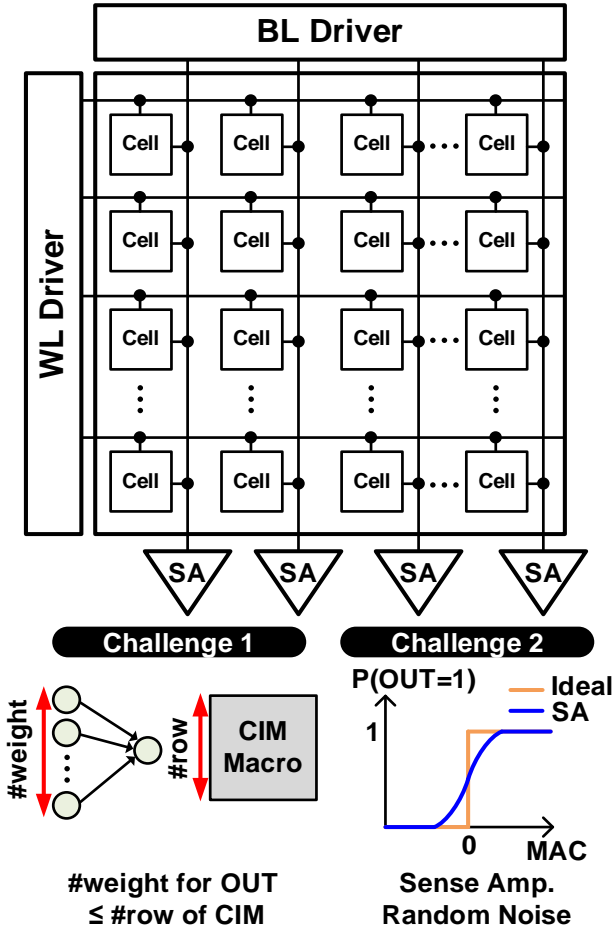 BL Driver
WL Driver
Cell Cell Cell ··· Cell
Cell Cell Cell ··· Cell
Cell Cell Cell ··· Cell
Cell Cell Cell ··· Cell
SA SA SA SA
Challenge 1
#weight
#row
CIM
Macro
#weight for OUT
≤ #row of CIM
Challenge 2
P(OUT=1)
Ideal
SA
1
0
MAC
Sense Amp.
Random Noise